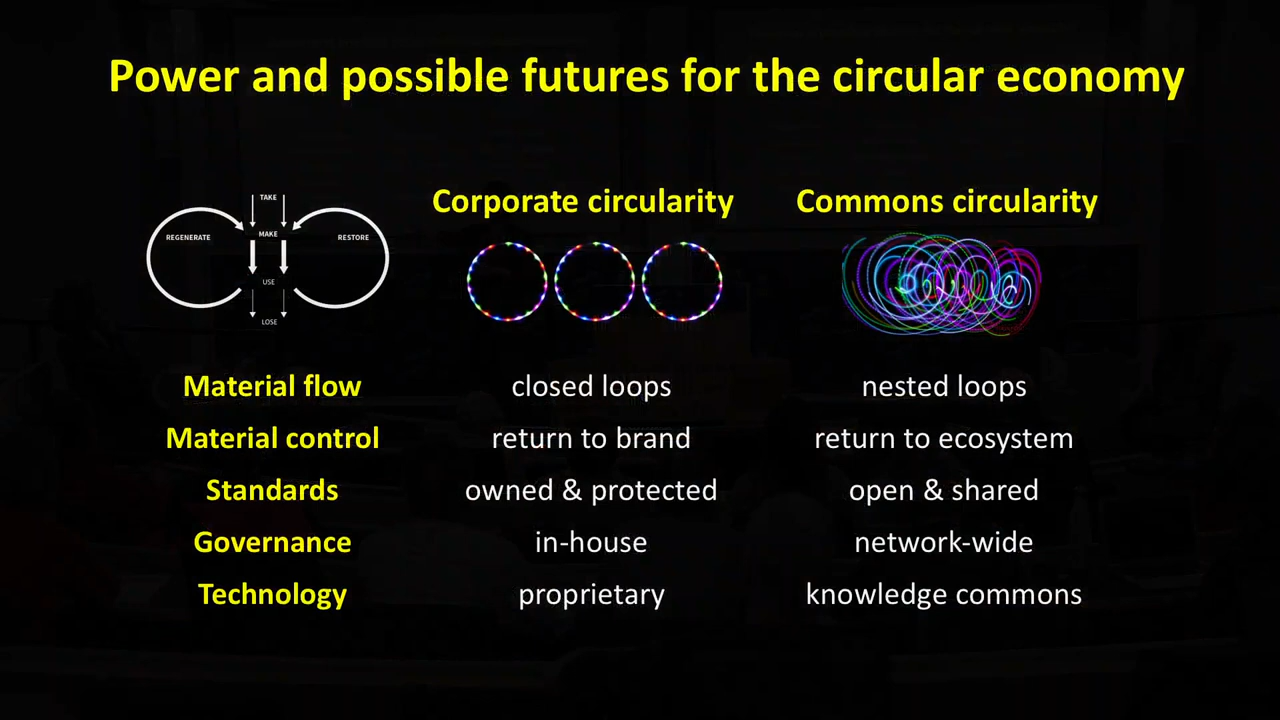 Power and possible futures for the circular economy
TAKE
MAKE
REGENERATE
RESTORE
USE
LOSE
Corporate circularity
Commons circularity
Material flow closed loops nested loops
Material control return to brand return to ecosystem
Standards owned & protected open & shared
Governance in-house network-wide
Technology proprietary knowledge commons